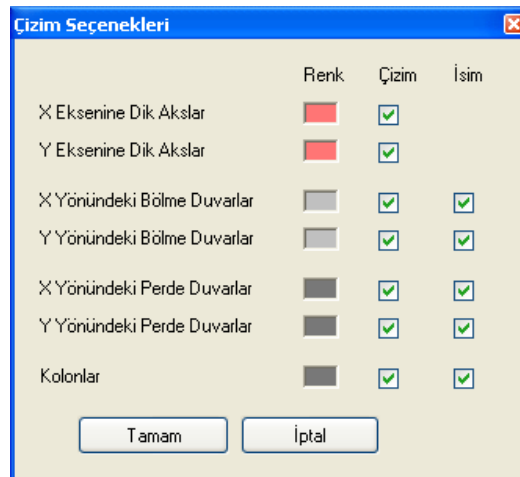 Çizim Seçenekleri
Renk Çizim İsim
X Eksenine Dik Akslar
Y Eksenine Dik Akslar
X Yönündeki Bölme Duvarlar
Y Yönündeki Bölme Duvarlar
X Yönündeki Perde Duvarlar
Y Yönündeki Perde Duvarlar
Kolonlar
Tamam İptal